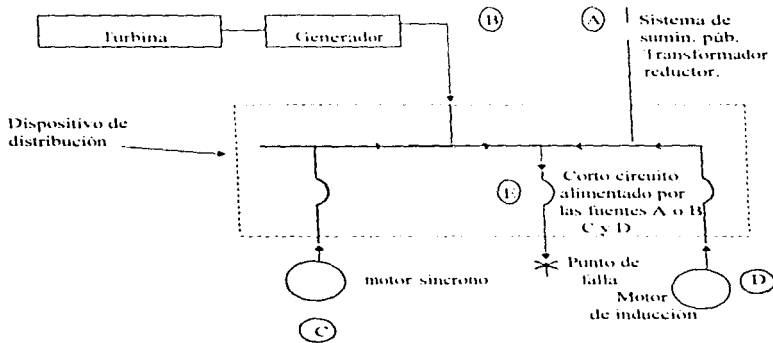 Turbina
Generador
B
A
Sistema de
sumin. púb.
Transformador
reductor.
Dispositivo de
distribución
E
Corto circuito
alimentado por
las fuentes A o B
C y D
motor síncrono
Punto de
falla
Motor
de inducción
D
C